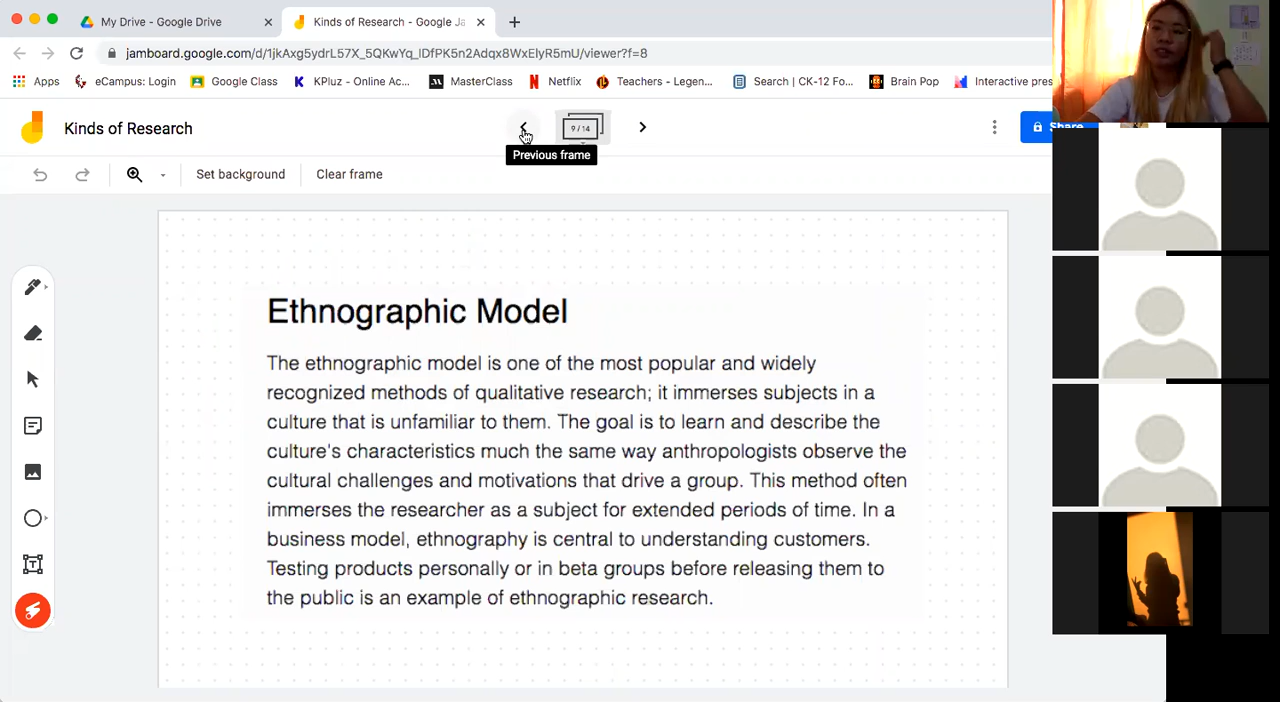 My Drive - Google Drive
Kinds of Research - Google Ja
jamboard.google.com/d/1jkAxg5ydrL57X_5QKwYq_lDfPK5n2Adqx8WxElyR5mU/viewer?f=8
Apps eCampus: Login Google Class KPluz - Online Ac... MasterClass Netflix Teachers - Legen... Search | CK-12 Fo... Brain Pop Interactive pres
Kinds of Research
9 / 14
Share
Previous frame
Set background Clear frame
Ethnographic Model
The ethnographic model is one of the most popular and widely
recognized methods of qualitative research; it immerses subjects in a
culture that is unfamiliar to them. The goal is to learn and describe the
culture's characteristics much the same way anthropologists observe the
cultural challenges and motivations that drive a group. This method often
immerses the researcher as a subject for extended periods of time. In a
business model, ethnography is central to understanding customers.
Testing products personally or in beta groups before releasing them to
the public is an example of ethnographic research.